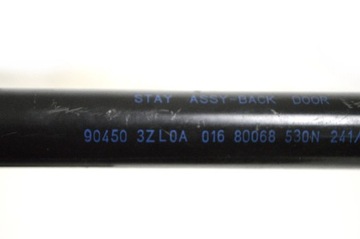 STAY ASSY-BACK DOOR
90450 3ZL0A 016 80068 530N 241/